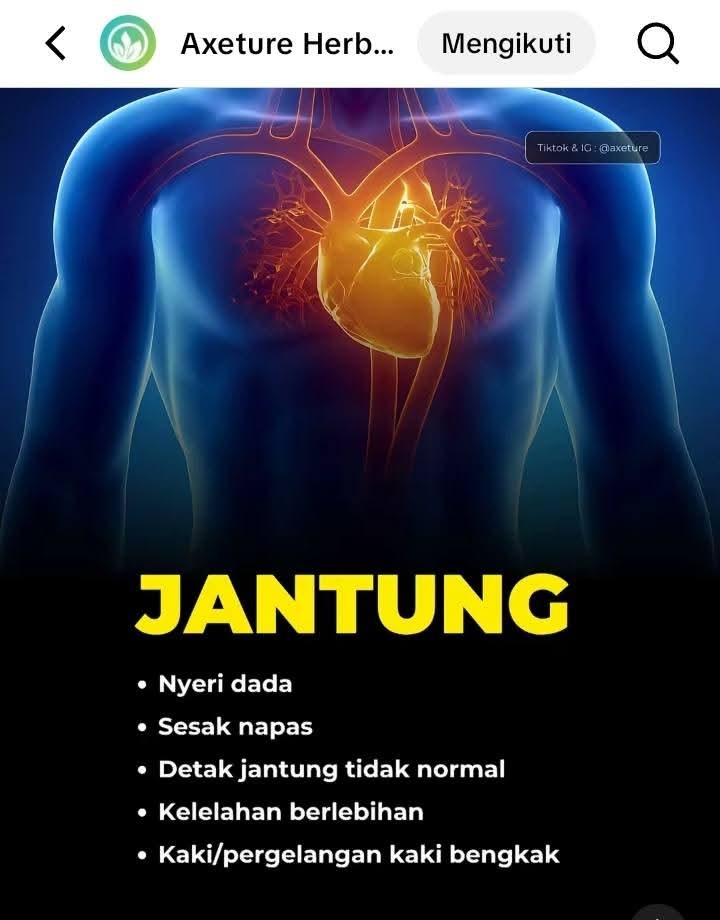 Axeture Herb...
Mengikuti
Tiktok & IG : @axeture
JANTUNG
• Nyeri dada
• Sesak napas
• Detak jantung tidak normal
• Kelelahan berlebihan
• Kaki/pergelangan kaki bengkak